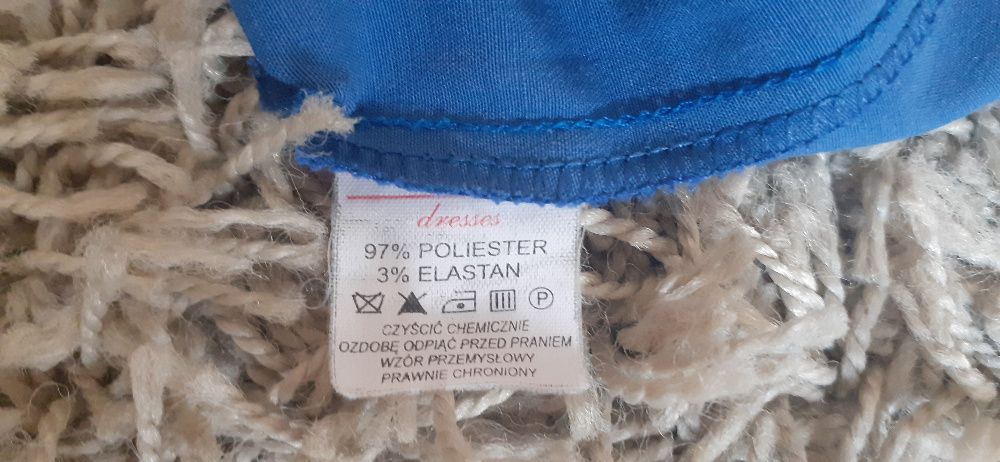 dresses
97% POLIESTER
3% ELASTAN
P
CZYŚCIĆ CHEMICZNIE
OZDOBĘ ODPIĄĆ PRZED PRANIEM
WZÓR PRZEMYSŁOWY
PRAWNIE CHRONIONY